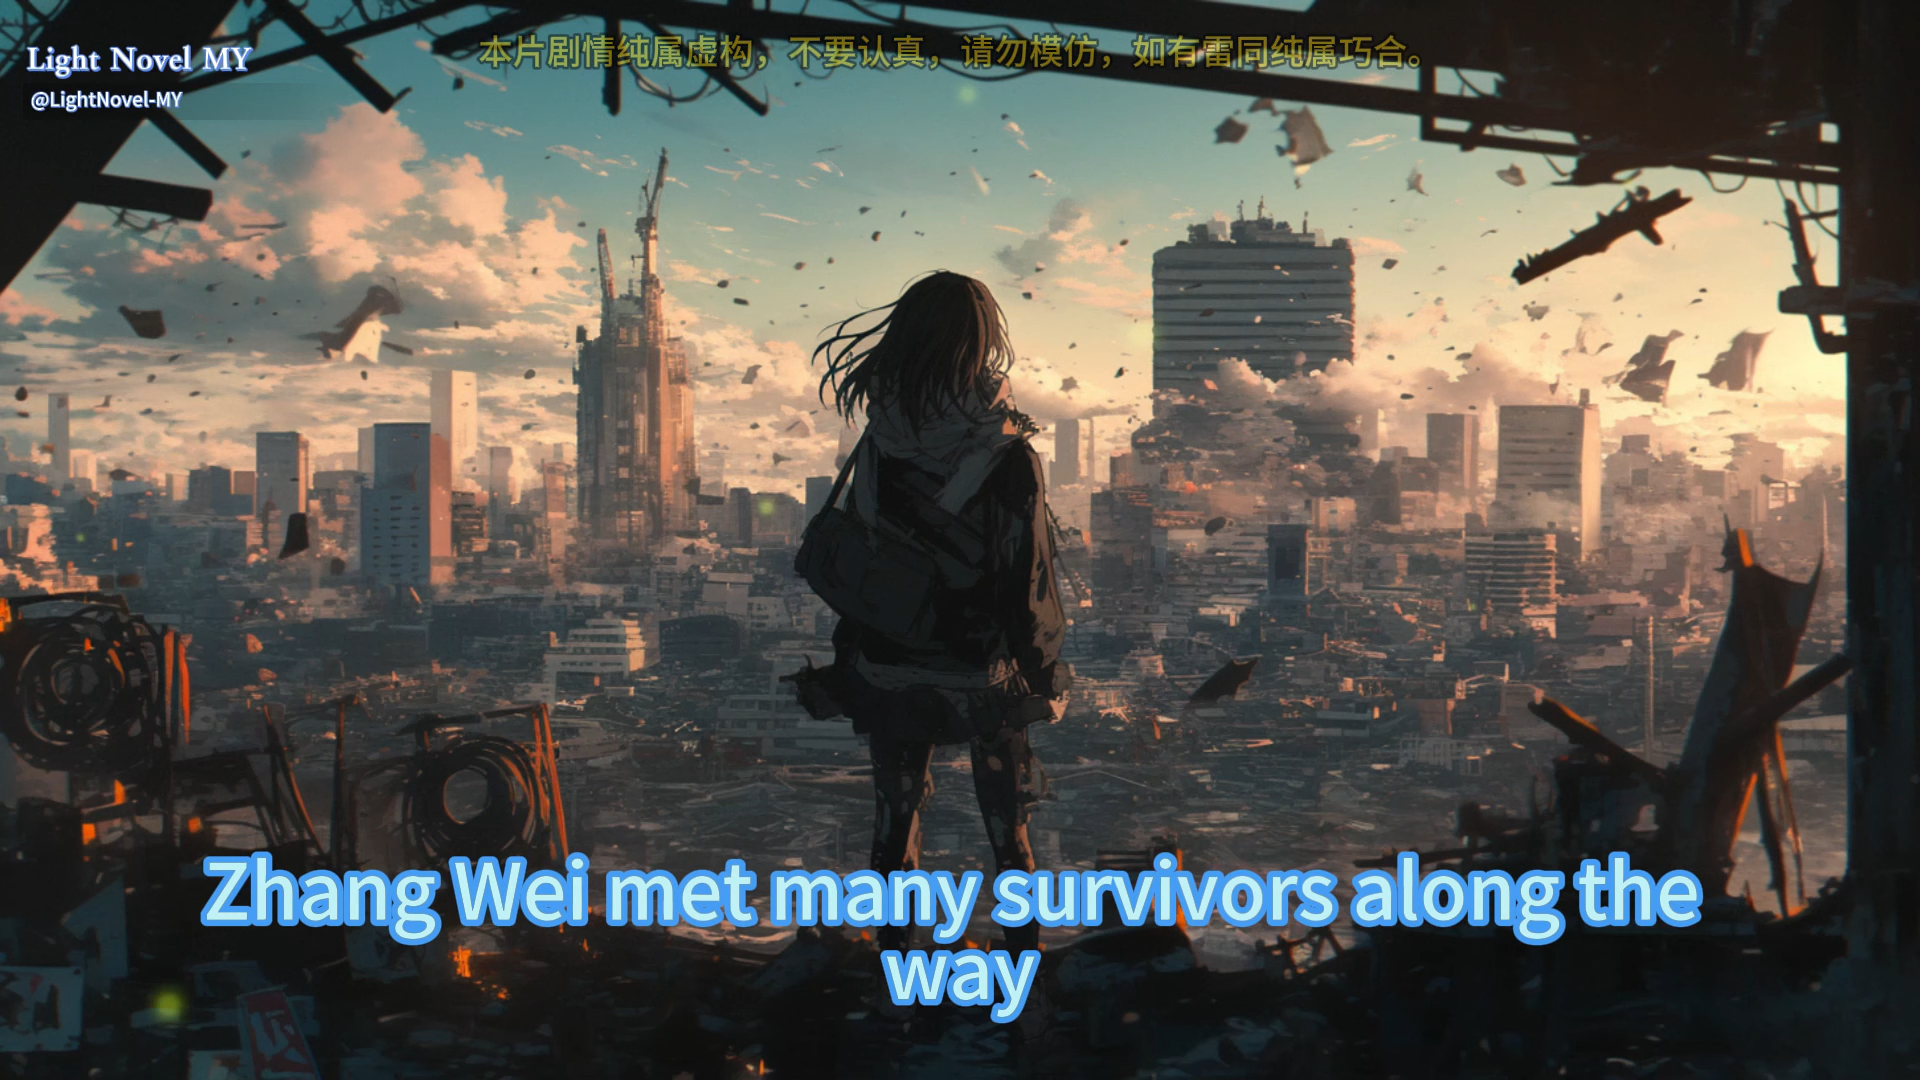 Light Novel MY
@LightNovel-MY
本片剧情纯属虚构，不要认真，请勿模仿，如有雷同纯属巧合。
Zhang Wei met many survivors along the
way